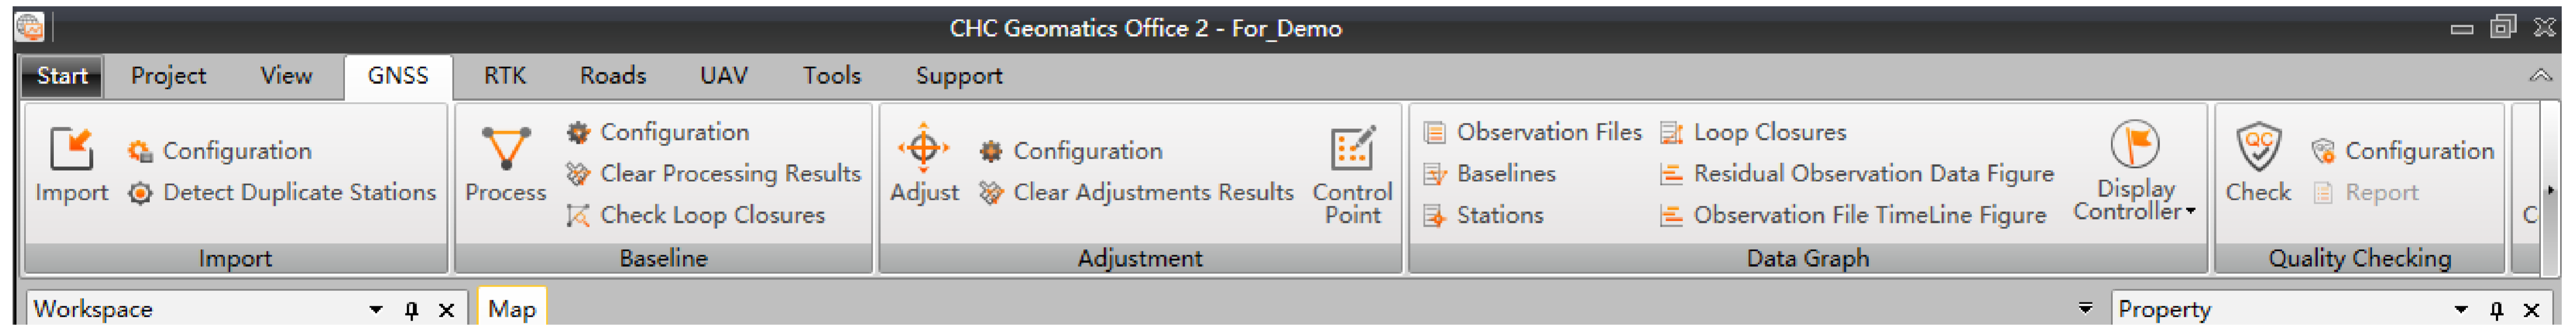 CHC Geomatics Office 2 - For_Demo
Start Project View GNSS RTK Roads UAV Tools Support
Import
Configuration
Detect Duplicate Stations
Import
Process
Configuration
Clear Processing Results
Check Loop Closures
Baseline
Adjust
Configuration
Clear Adjustments Results
Control
Point
Adjustment
Observation Files
Baselines
Stations
Loop Closures
Residual Observation Data Figure
Observation File TimeLine Figure
Display
Controller
Data Graph
QC
Check
Configuration
Report
Quality Checking
C
Workspace
Map
Property